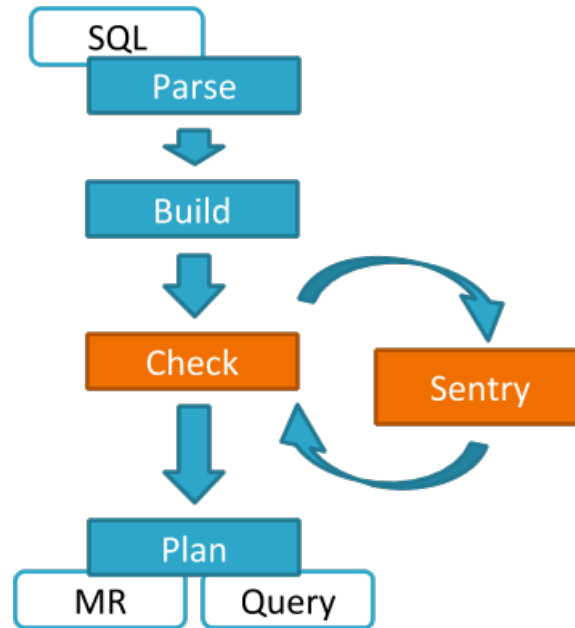 SQL
Parse
Build
Check
Sentry
Plan
MR
Query